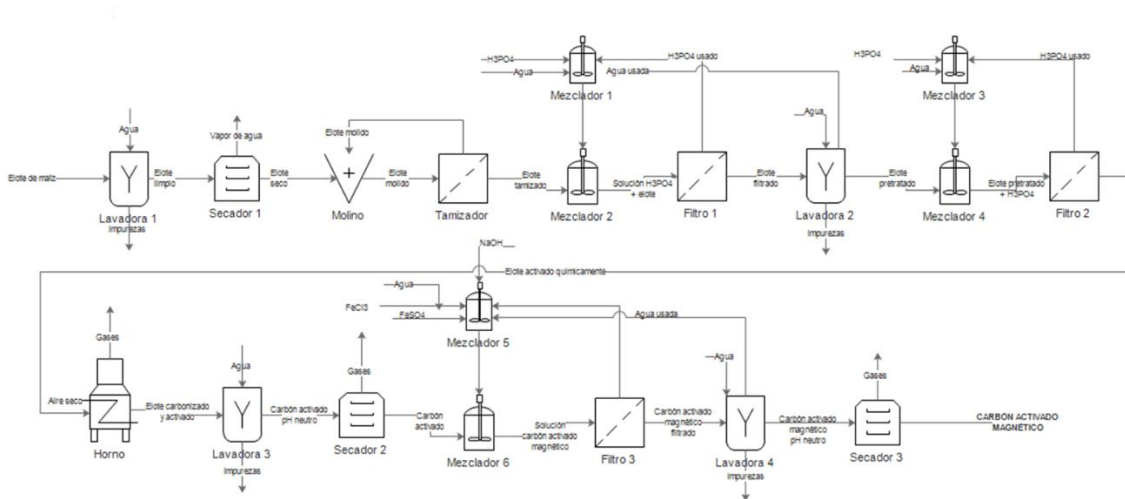 H3PO4
H3PO4 usado
Agua
Agua usada
Mezclador 1
H3PO4
H3PO4 usado
Agua
Mezclador 3
Agua
Vapor de agua
Elote molido
Agua
Elote de maíz
Elote
limpio
Elote
seco
Elote
molido
Elote
tamizado
Solución H3PO4
+ elote
Elote
filtrado
Elote
pretratado
Elote pretratado
+ H3PO4
Lavadora 1
Secador 1
Molino
Tamizador
Mezclador 2
Filtro 1
Lavadora 2
Mezclador 4
Filtro 2
Impurezas
Impurezas
NaOH
Elote activado químicamente
Agua
FeCl3
FeSO4
Agua usada
Mezclador 5
Gases
Agua
Gases
Agua
Gases
Aire seco
Elote carbonizado
y activado
Carbón activado
pH neutro
Carbón
activado
Solución
carbón activado
magnético
Carbón activado
magnético
filtrado
Carbón activado
magnético
pH neutro
CARBÓN ACTIVADO
MAGNÉTICO
Horno
Lavadora 3
Secador 2
Mezclador 6
Filtro 3
Lavadora 4
Secador 3
Impurezas
Impurezas